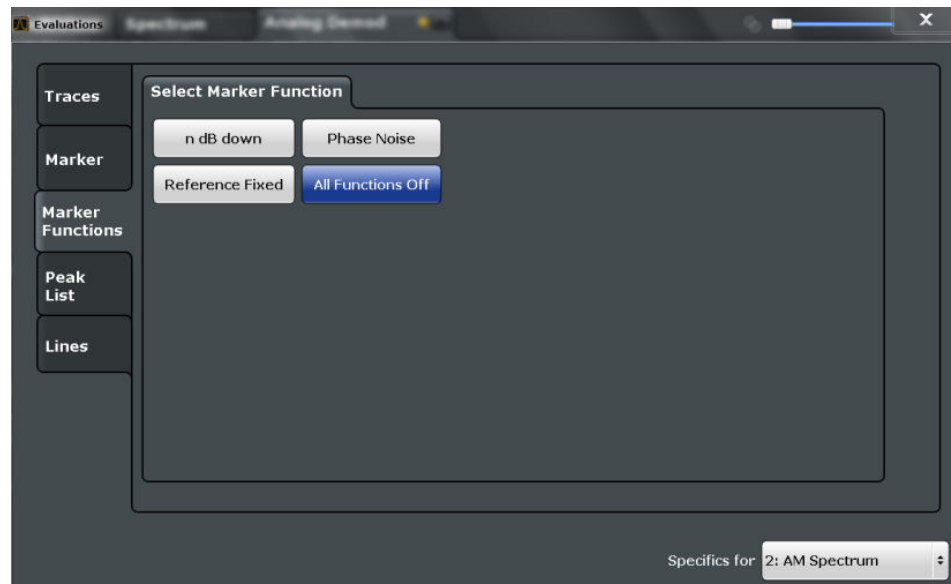 Evaluations Spectrum Analog Demod X
Traces
Select Marker Function
n dB down Phase Noise
Marker
Reference Fixed All Functions Off
Marker
Functions
Peak
List
Lines
Specifics for 2: AM Spectrum